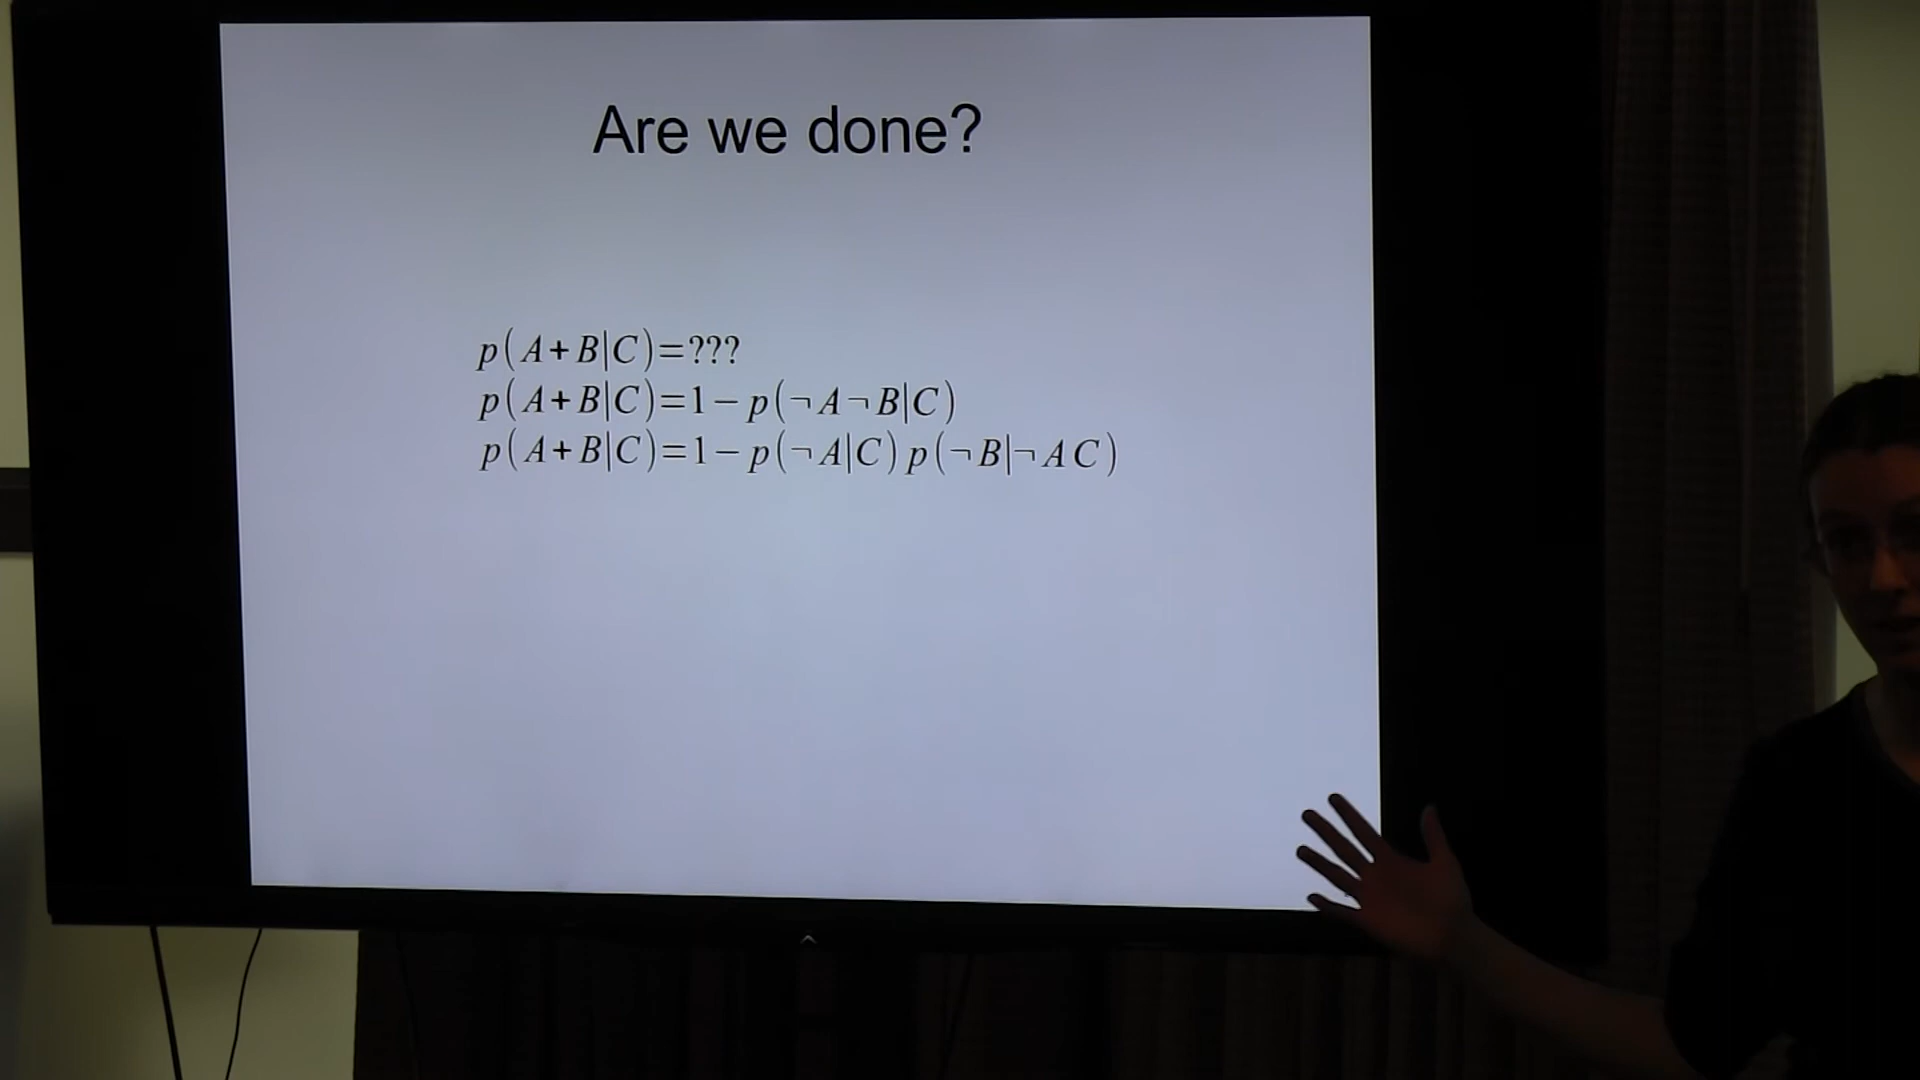 Are we done?
p(A+B|C)=???
p(A+B|C)=1−p(¬A¬B|C)
p(A+B|C)=1−p(¬A|C)p(¬B|¬AC)